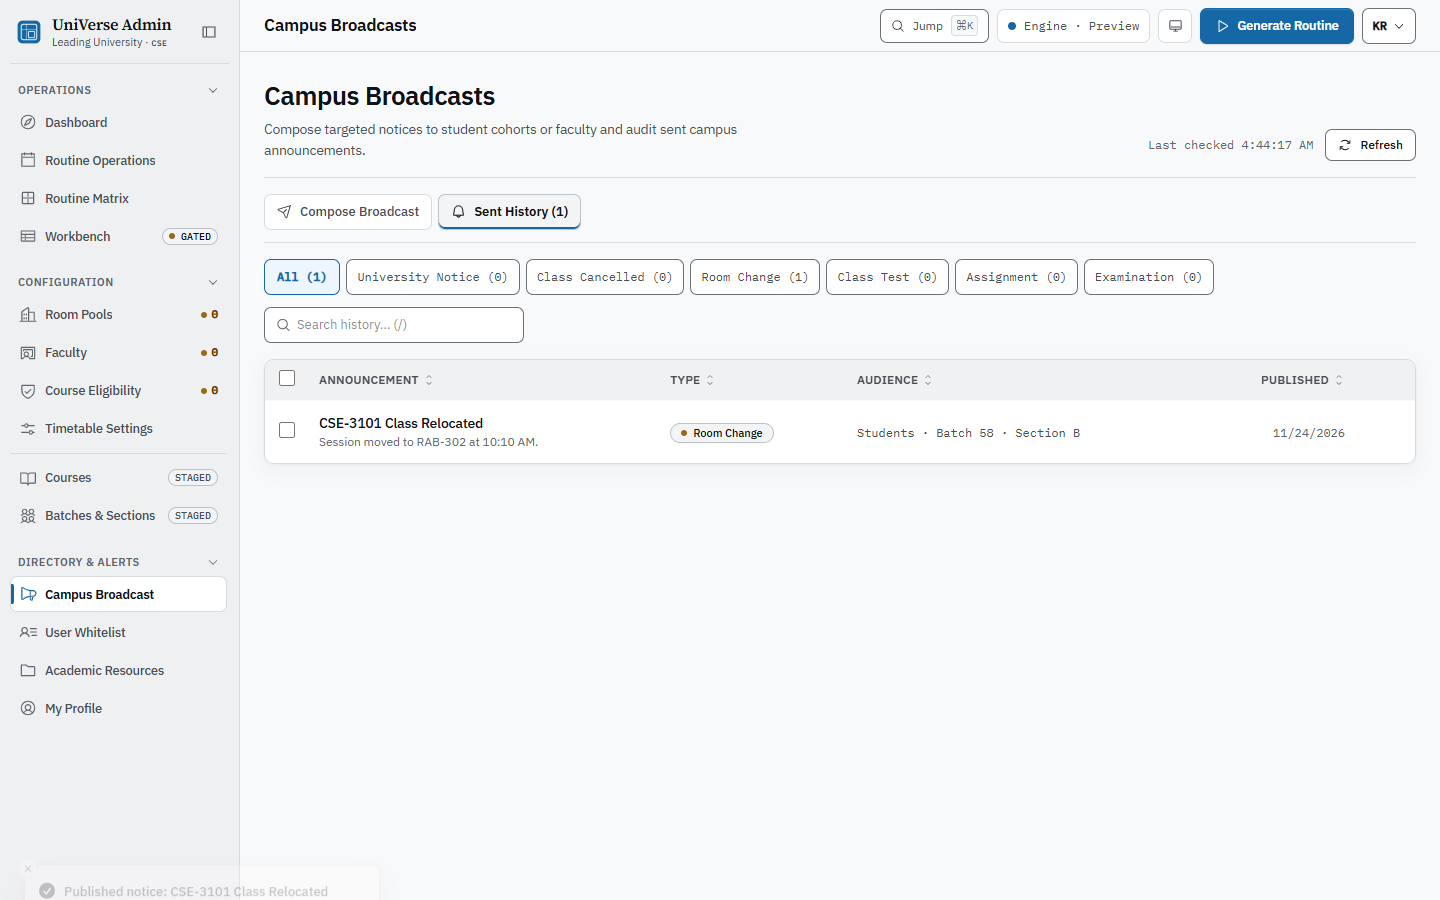 UniVerse Admin
Leading University · CSE
OPERATIONS
Dashboard
Routine Operations
Routine Matrix
Workbench
GATED
CONFIGURATION
Room Pools
0
Faculty
0
Course Eligibility
0
Timetable Settings
Courses
STAGED
Batches & Sections
STAGED
DIRECTORY & ALERTS
Campus Broadcast
User Whitelist
Academic Resources
My Profile
Campus Broadcasts
Jump ⌘K
Engine · Preview
Generate Routine
KR
Campus Broadcasts
Compose targeted notices to student cohorts or faculty and audit sent campus
announcements.
Last checked 4:44:17 AM
Refresh
Compose Broadcast
Sent History (1)
All (1)
University Notice (0)
Class Cancelled (0)
Room Change (1)
Class Test (0)
Assignment (0)
Examination (0)
Search history... (/)
ANNOUNCEMENT
TYPE
AUDIENCE
PUBLISHED
CSE-3101 Class Relocated
Session moved to RAB-302 at 10:10 AM.
Room Change
Students · Batch 58 · Section B
11/24/2026
Published notice: CSE-3101 Class Relocated